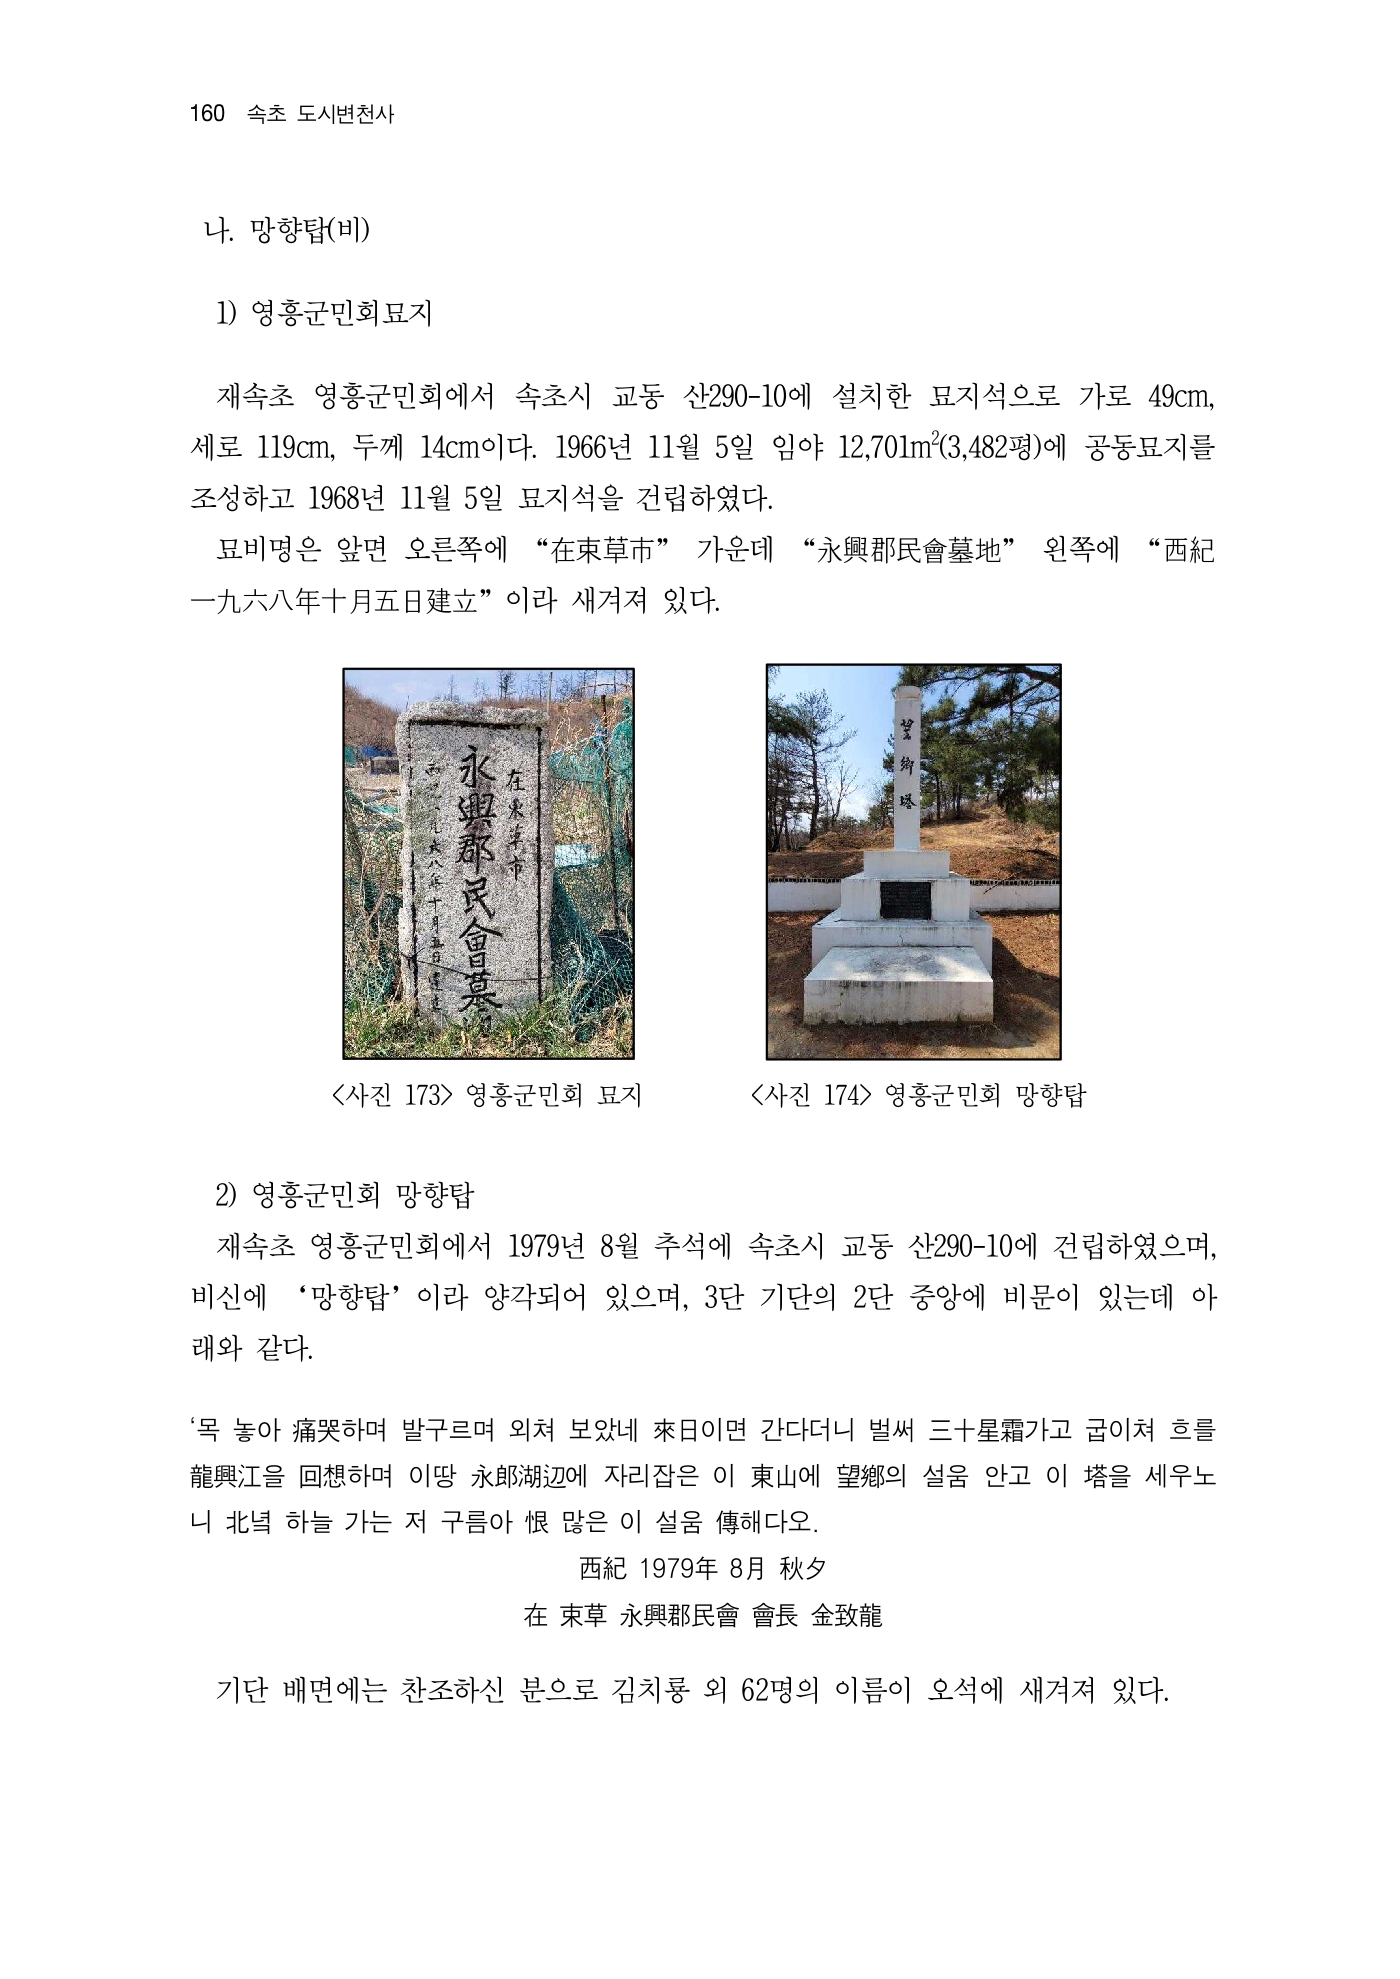 160 속초 도시변천사
나. 망향탑(비)
1) 영흥군민회묘지
재속초 영흥군민회에서 속초시 교동 산290-10에 설치한 묘지석으로 가로 49cm,
세로 119cm, 두께 14cm이다. 1966년 11월 5일 임야 12,701m²(3,482평)에 공동묘지를
조성하고 1968년 11월 5일 묘지석을 건립하였다.
묘비명은 앞면 오른쪽에 “在束草市” 가운데 “永興郡民會墓地” 왼쪽에 “西紀
一九六八年十月五日建立”이라 새겨져 있다.
在束草市
永興郡民會墓
九六八年十月五日建立
望鄕塔
<사진 173> 영흥군민회 묘지
<사진 174> 영흥군민회 망향탑
2) 영흥군민회 망향탑
재속초 영흥군민회에서 1979년 8월 추석에 속초시 교동 산290-10에 건립하였으며,
비신에 ‘망향탑’이라 양각되어 있으며, 3단 기단의 2단 중앙에 비문이 있는데 아
래와 같다.
‘목 놓아 痛哭하며 발구르며 외쳐 보았네 來日이면 간다더니 벌써 三十星霜가고 굽이쳐 흐를
龍興江을 回想하며 이땅 永郎湖辺에 자리잡은 이 東山에 望鄕의 설움 안고 이 塔을 세우노
니 北녘 하늘 가는 저 구름아 恨 많은 이 설움 傳해다오.
西紀 1979年 8月 秋夕
在 束草 永興郡民會 會長 金致龍
기단 배면에는 찬조하신 분으로 김치룡 외 62명의 이름이 오석에 새겨져 있다.